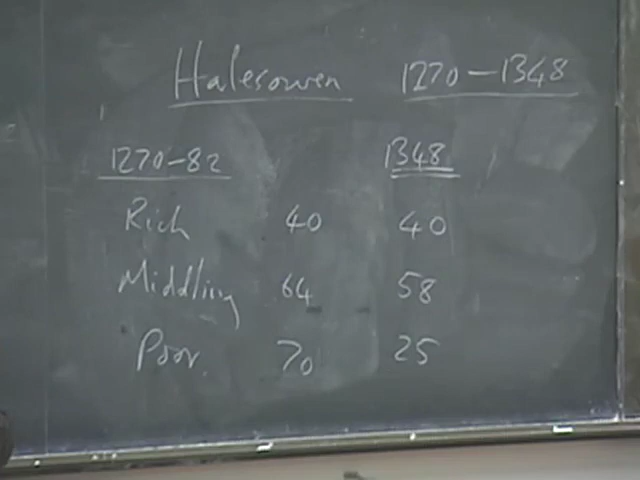 Halesowen 1270-1348
1270-82 1348
Rich 40 40
Middling 64 58
Poor. 70 25